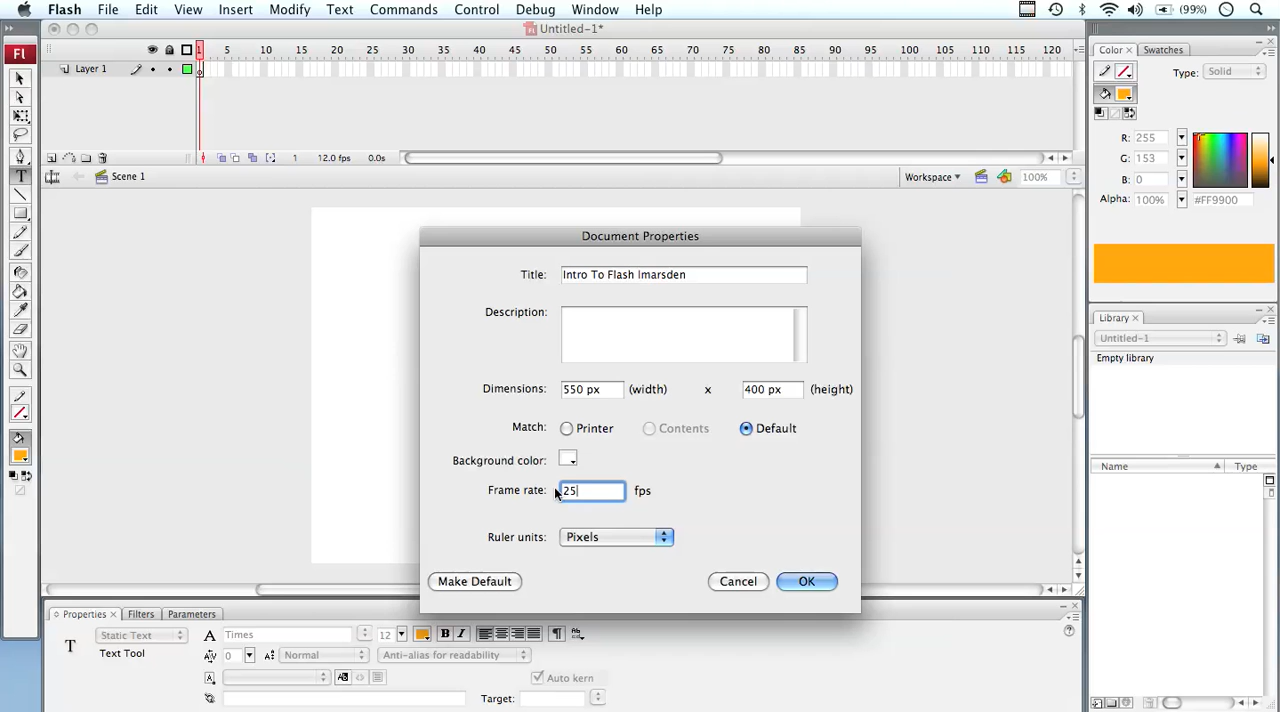 Flash File Edit View Insert Modify Text Commands Control Debug Window Help (99%)
Untitled-1*
Fl
1 5 10 15 20 25 30 35 40 45 50 55 60 65 70 75 80 85 90 95 100 105 110 115 120
Layer 1
1 12.0 fps 0.0s
Scene 1
Workspace 100%
Color Swatches
Type: Solid
R: 255
G: 153
B: 0
Alpha: 100% #FF9900
Library
Untitled-1
Empty library
Name Type
Document Properties
Title: Intro To Flash lmarsden
Description:
Dimensions: 550 px (width) x 400 px (height)
Match: Printer Contents Default
Background color:
Frame rate: 25 fps
Ruler units: Pixels
Make Default Cancel OK
Properties Filters Parameters
T Static Text A Times 12 B I
Text Tool
AV 0 Normal Anti-alias for readability
A AB Auto kern
Target: